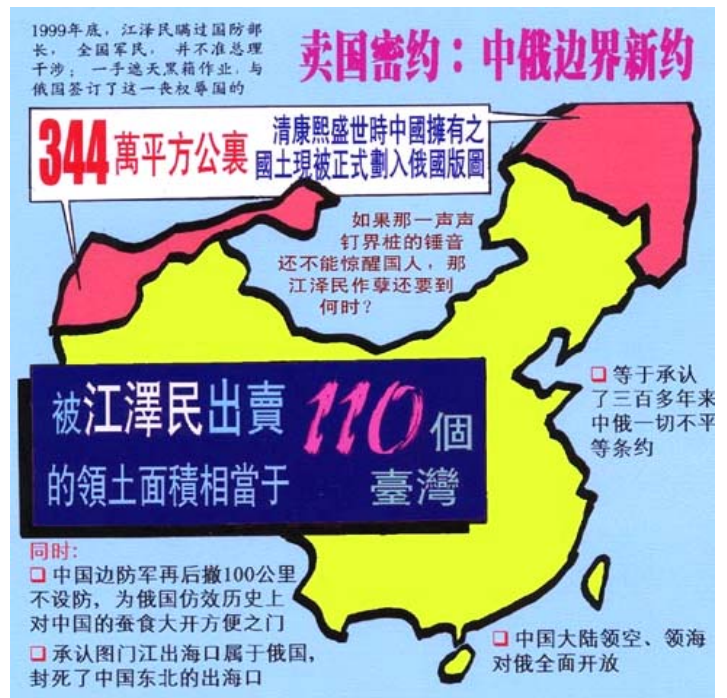 1999年底，江泽民瞒过国防部
长，全国军民，并不准总理
干涉；一手遮天黑箱作业，与
俄国签订了这一丧权辱国的
卖国密约：中俄边界新约
344萬平方公裏
清康熙盛世時中國擁有之
國土現被正式劃入俄國版圖
如果那一声声
钉界桩的锤音
还不能惊醒国人，那
江泽民作孽还要到
何时？
被江澤民出賣110個
的領土面積相當于臺灣
□ 等于承认
了三百多年来
中俄一切不平
等条约
同时：
□ 中国边防军再后撤100公里
不设防，为俄国仿效历史上
对中国的蚕食大开方便之门
□ 承认图门江出海口属于俄国，
封死了中国东北的出海口
□ 中国大陆领空、领海
对俄全面开放